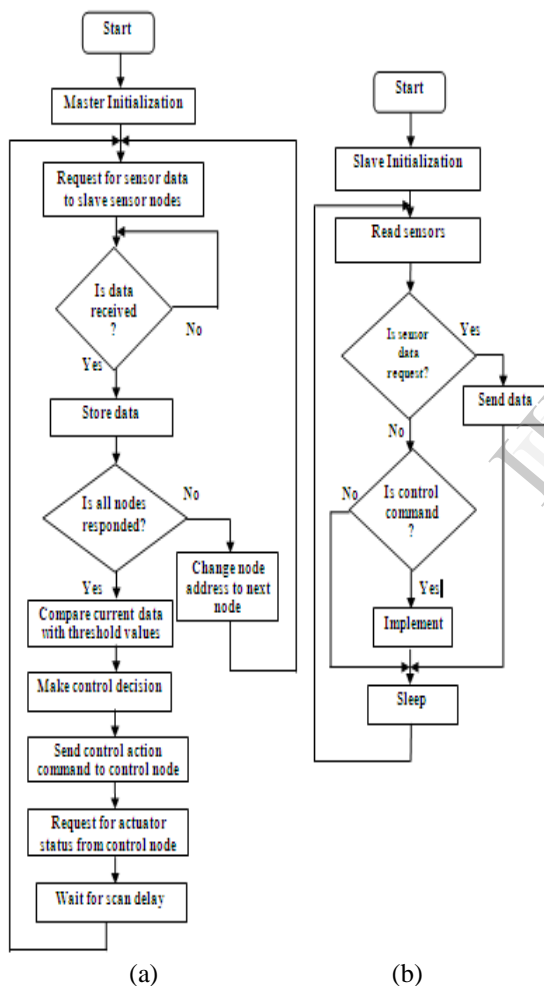 Start
Master Initialization
Request for sensor data
to slave sensor nodes
Is data
received
?
No
Yes
Store data
Is all nodes
responded?
No
Yes
Change node
address to next
node
Compare current data
with threshold values
Make control decision
Send control action
command to control node
Request for actuator
status from control node
Wait for scan delay
(a)
Start
Slave Initialization
Read sensors
Is sensor
data
request?
Yes
Send data
No
Is control
command
?
No
Yes
Implement
Sleep
(b)